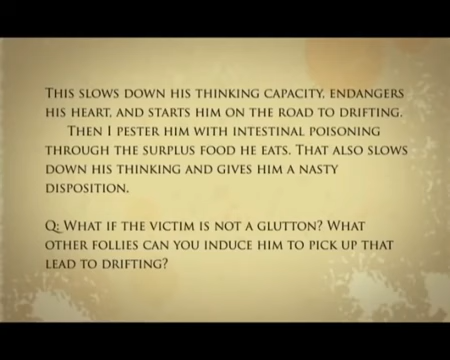 This slows down his thinking capacity, endangers
his heart, and starts him on the road to drifting.
Then I pester him with intestinal poisoning
through the surplus food he eats. That also slows
down his thinking and gives him a nasty
disposition.
Q: What if the victim is not a glutton? What
other follies can you induce him to pick up that
lead to drifting?